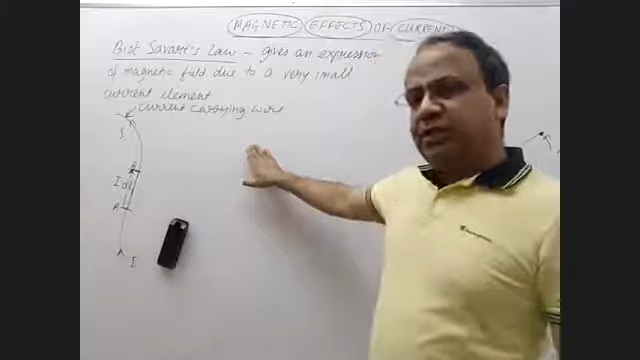 MAGNETIC EFFECTS OF CURRENT
Biot Savart's Law - gives an expression
of magnetic field due to a very small
current element
current carrying wire
I
B
I dl
A
I